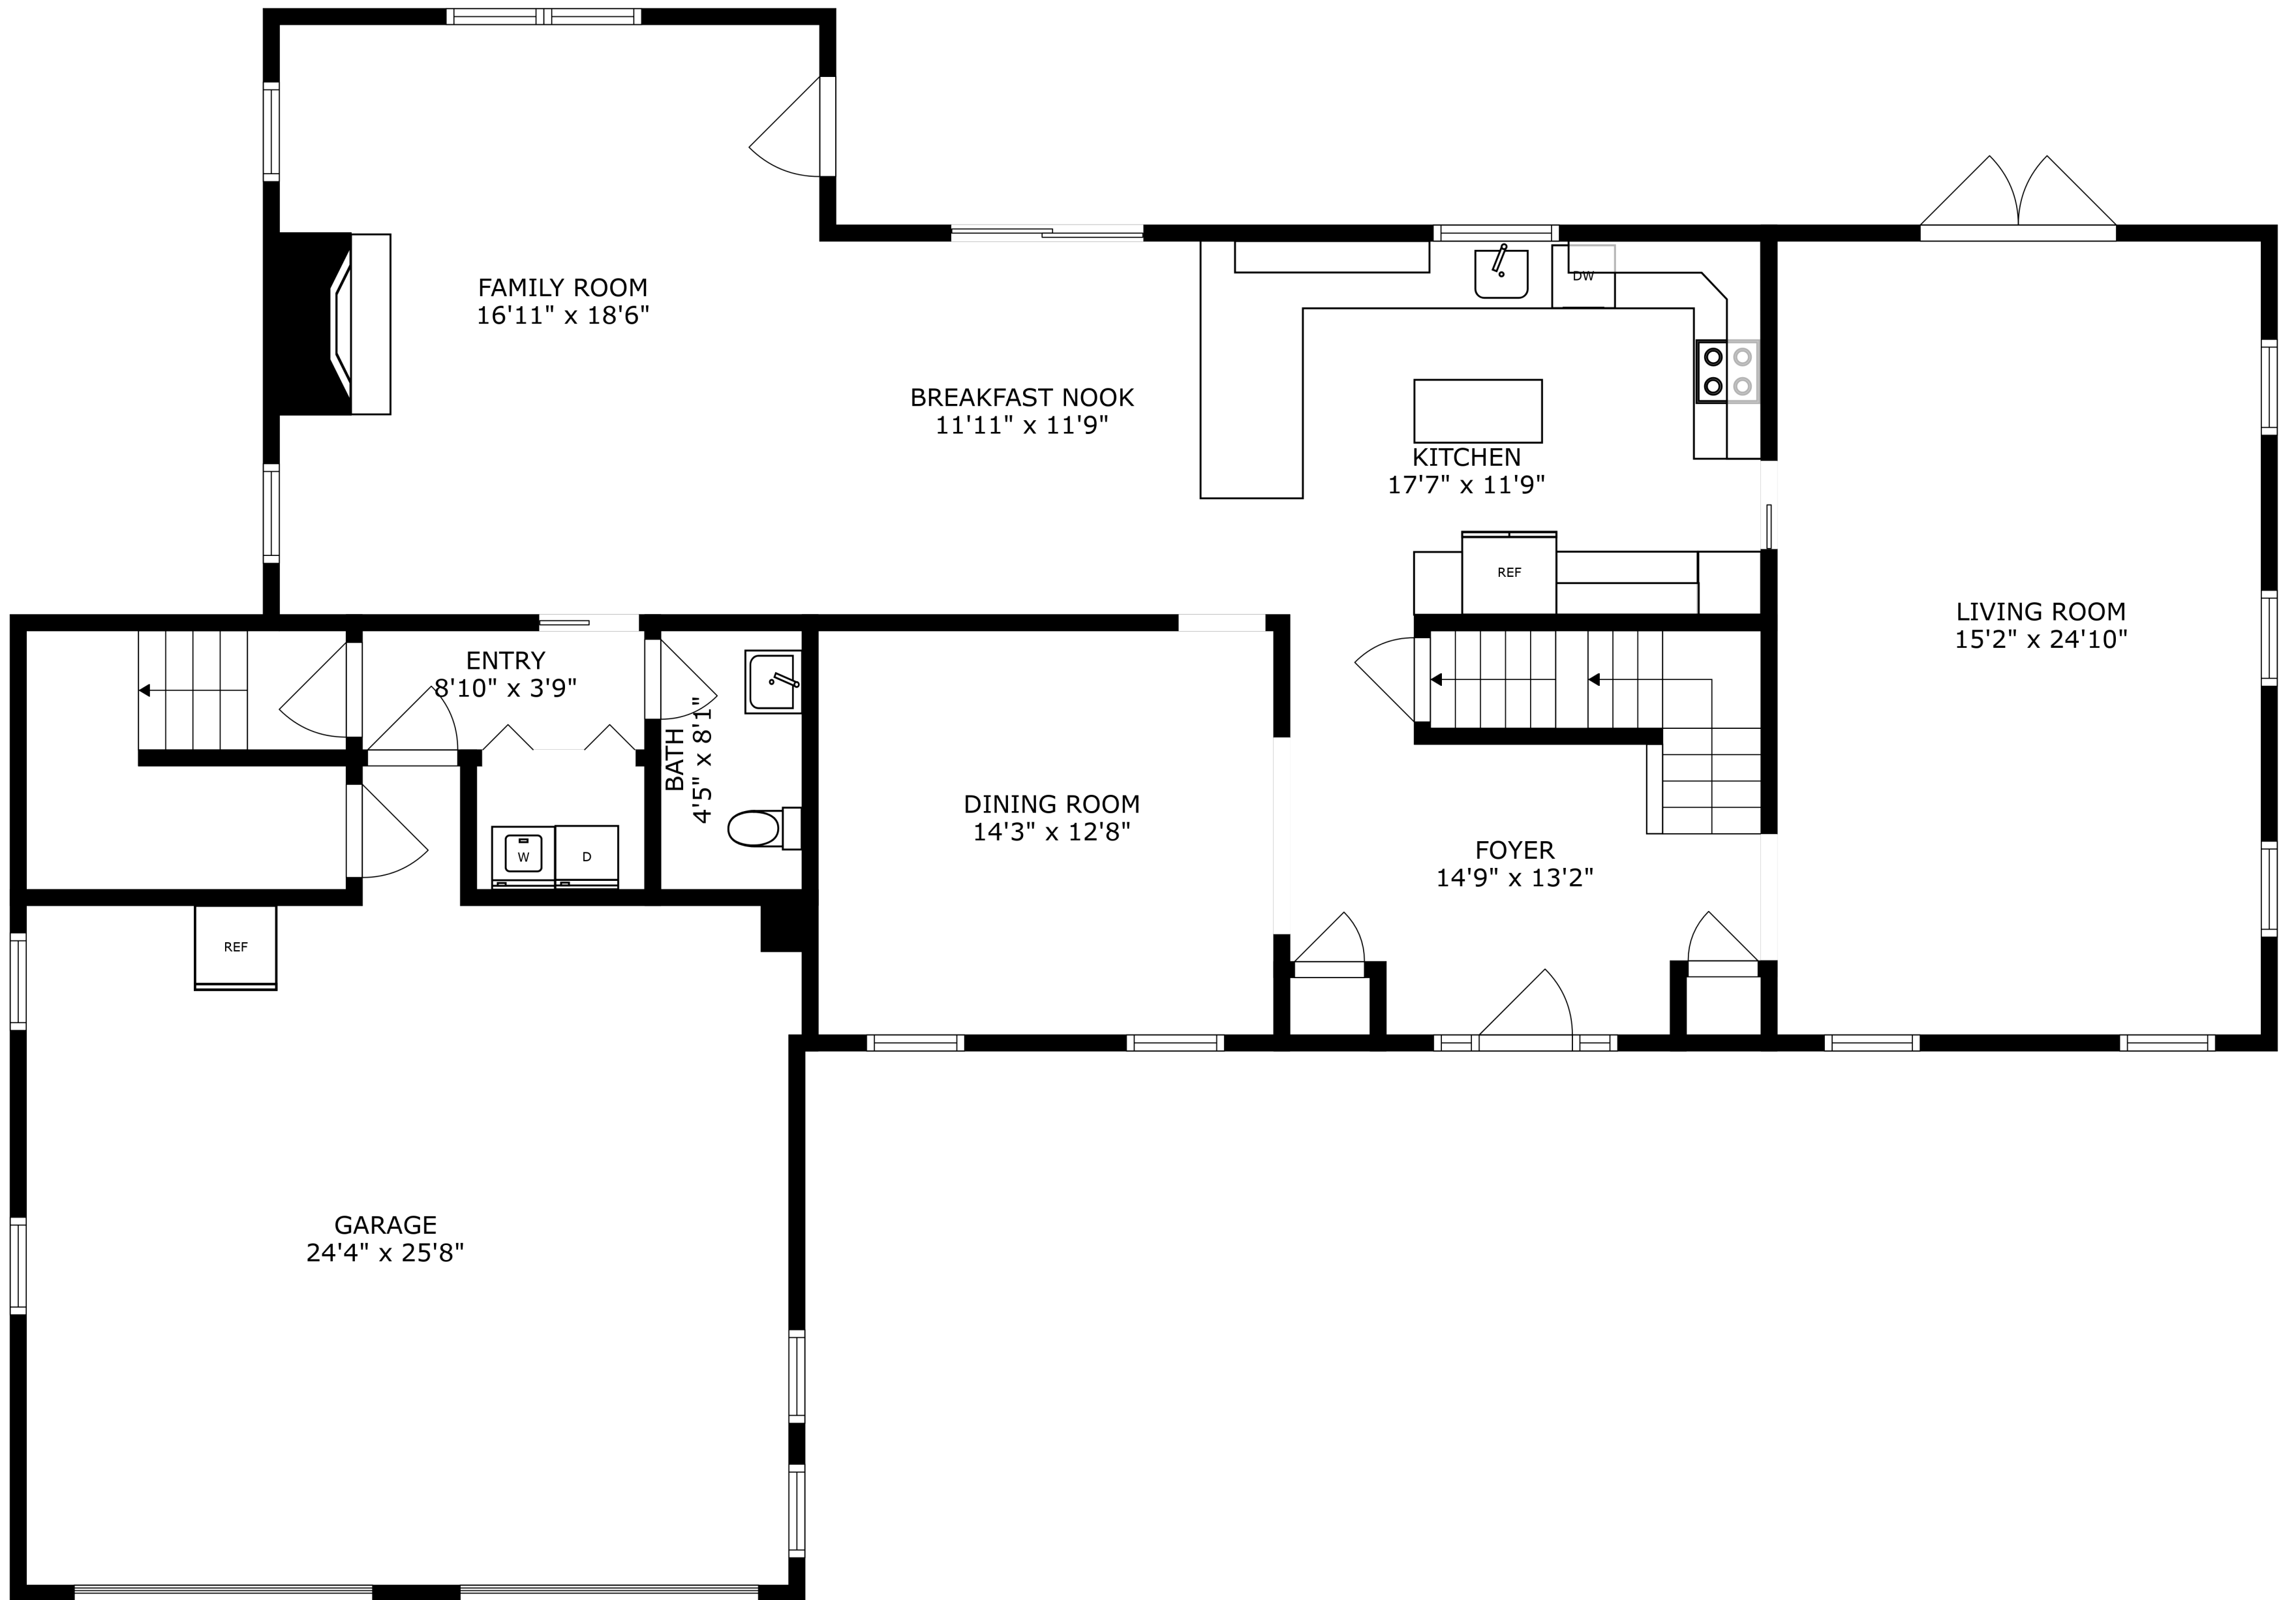 FAMILY ROOM
16'11" x 18'6"
BREAKFAST NOOK
11'11" x 11'9"
DW
KITCHEN
17'7" x 11'9"
REF
LIVING ROOM
15'2" x 24'10"
ENTRY
8'10" x 3'9"
BATH
4'5" x 8'1"
W
D
DINING ROOM
14'3" x 12'8"
FOYER
14'9" x 13'2"
REF
GARAGE
24'4" x 25'8"